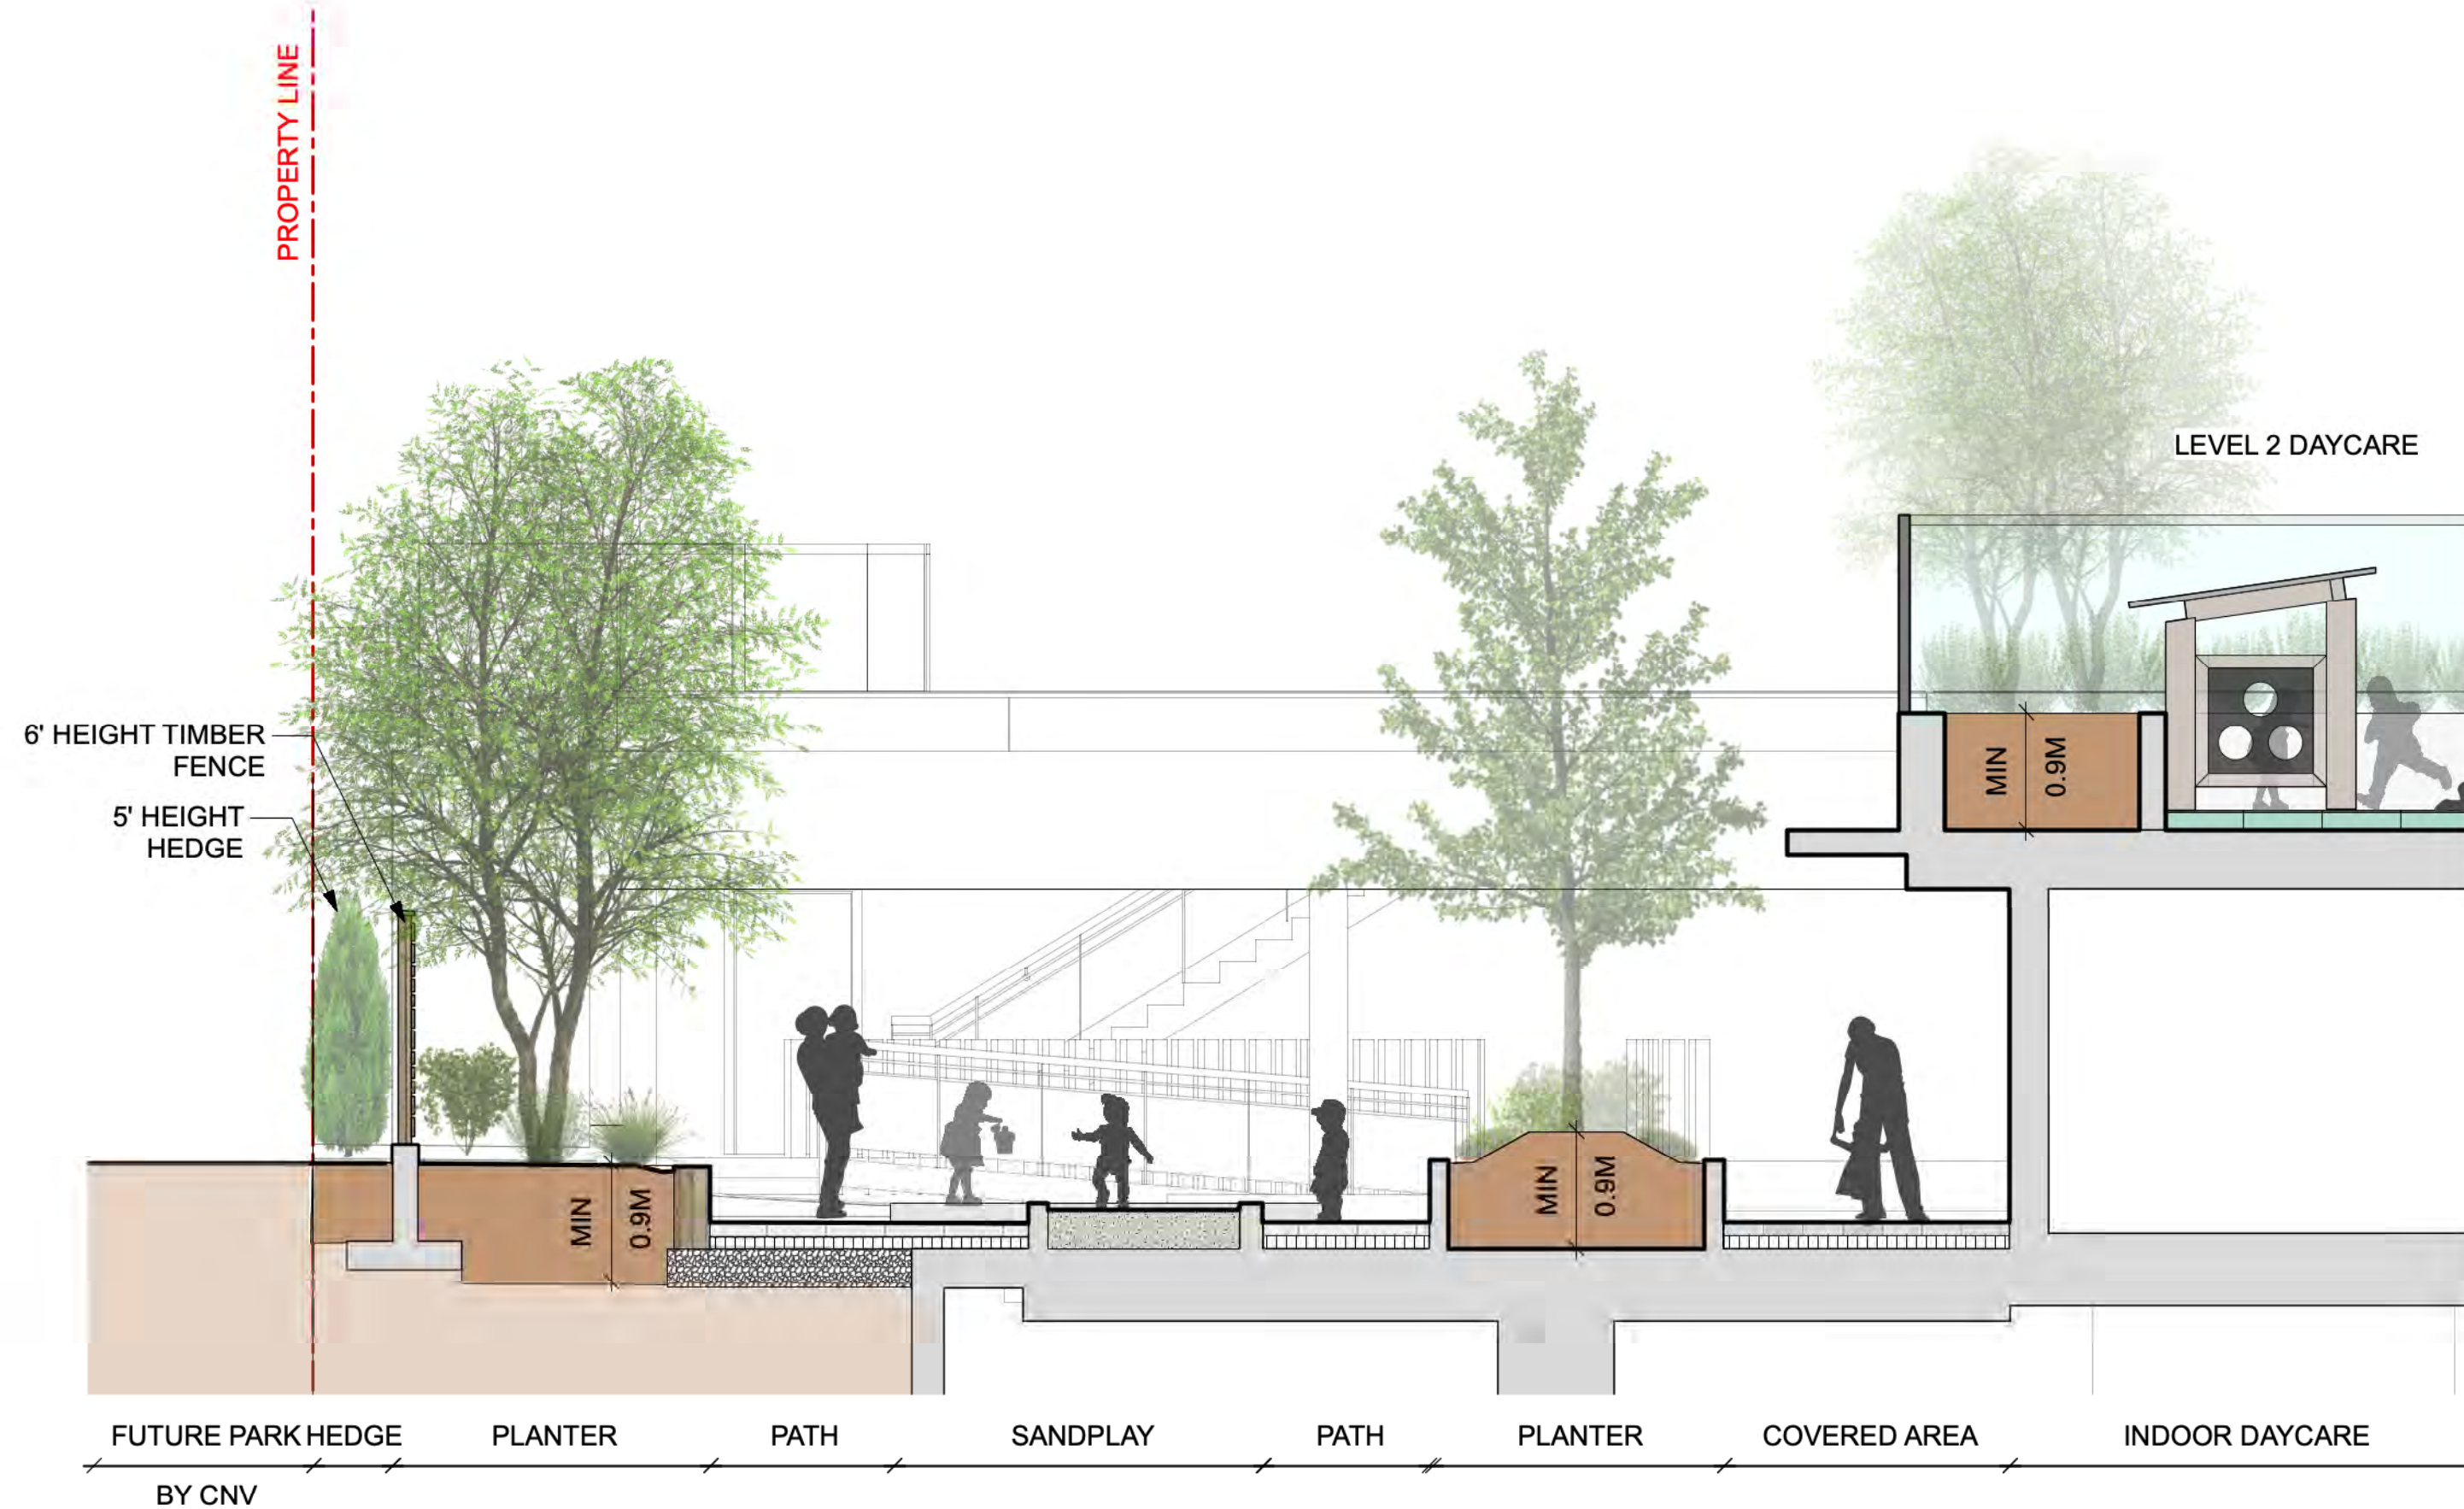 PROPERTY LINE
LEVEL 2 DAYCARE
6' HEIGHT TIMBER
FENCE
5' HEIGHT
HEDGE
MIN
0.9M
MIN
0.9M
MIN
0.9M
FUTURE PARK
HEDGE
PLANTER
PATH
SANDPLAY
PATH
PLANTER
COVERED AREA
INDOOR DAYCARE
BY CNV